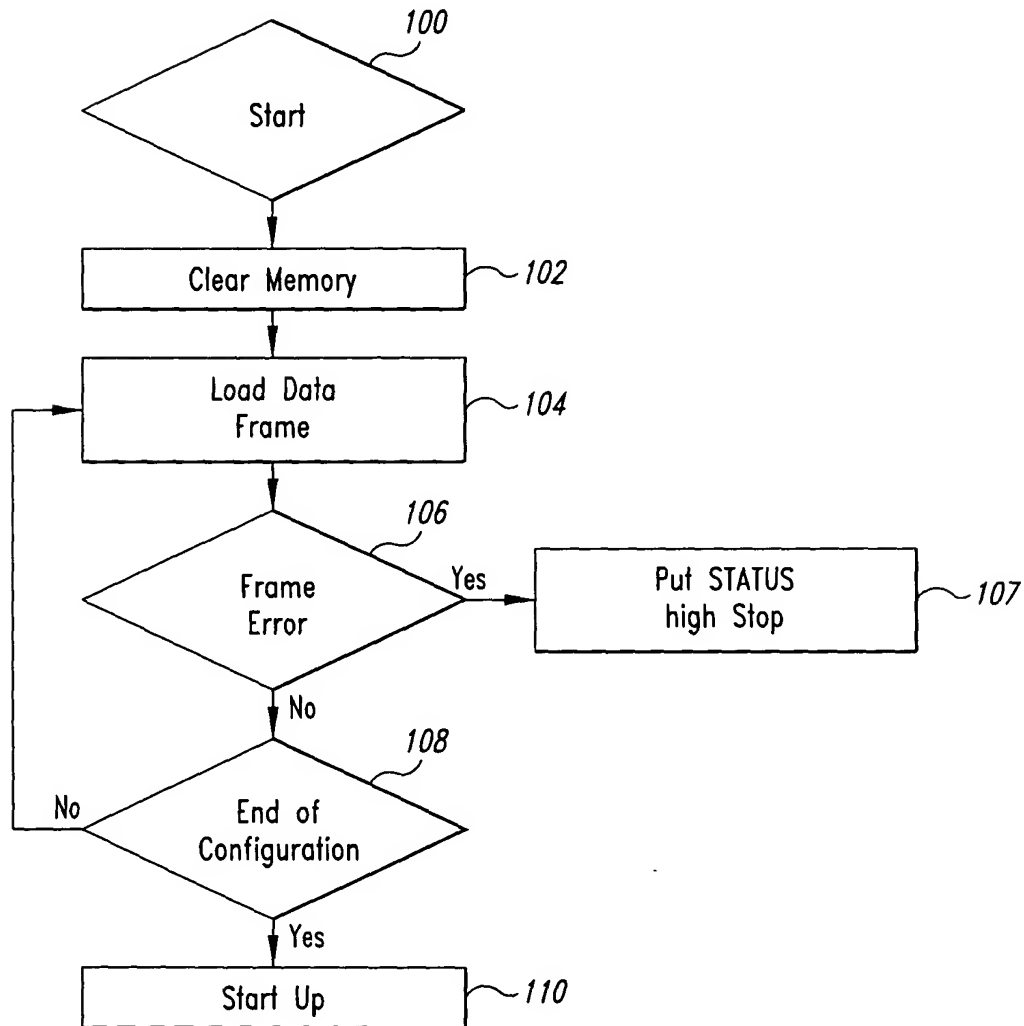 100
Start
Clear Memory
102
Load Data
Frame
104
106
Frame
Error
Yes
Put STATUS
high Stop
107
No
108
No
End of
Configuration
Yes
Start Up
110